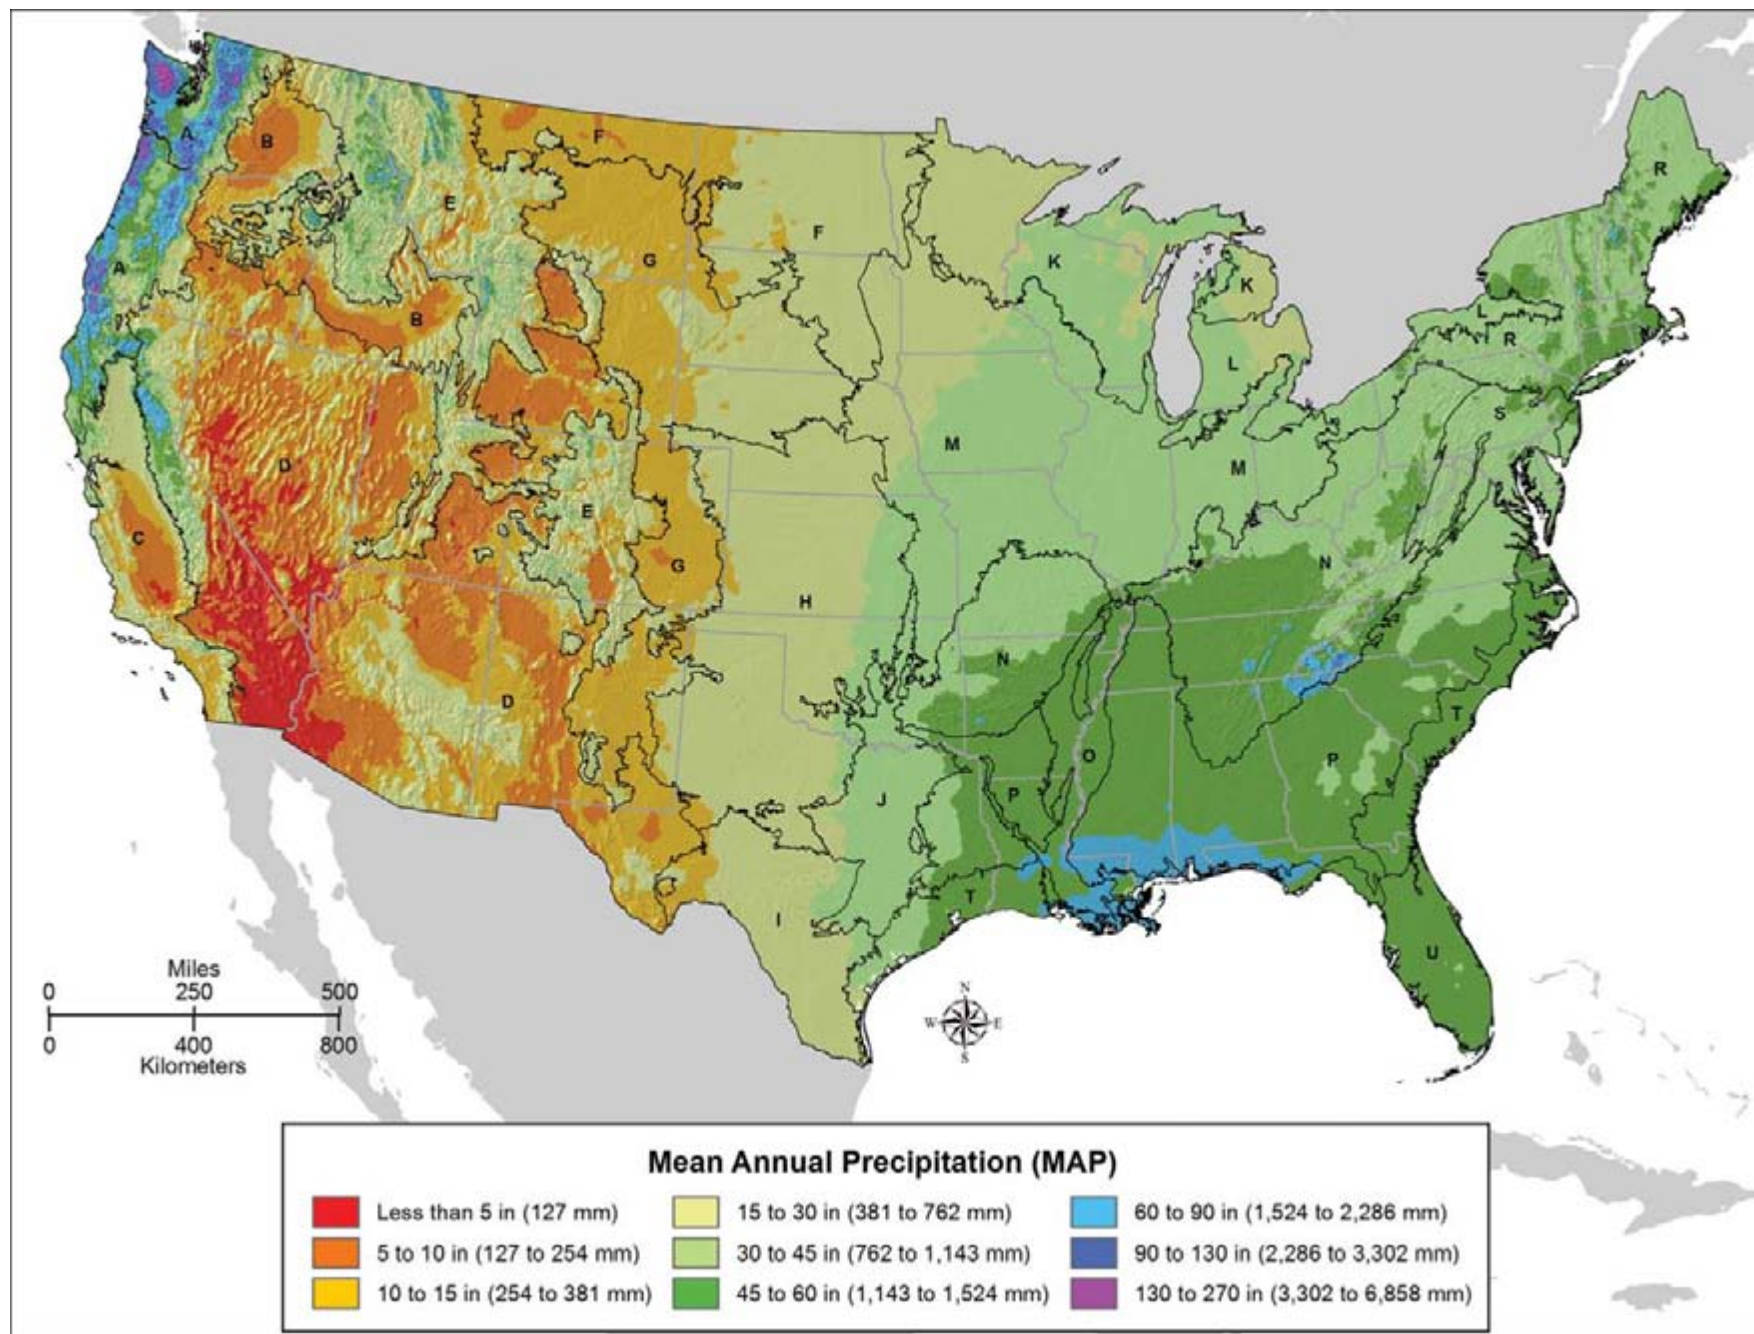 A
B
F
E
R
A
F
G
K
K
B
L
R
L
S
D
M
M
C
E
N
G
H
N
D
T
O
P
J
P
T
I
U
Miles
0 250 500
0 400 800
Kilometers
N
W E
S
Mean Annual Precipitation (MAP)
Less than 5 in (127 mm)
15 to 30 in (381 to 762 mm)
60 to 90 in (1,524 to 2,286 mm)
5 to 10 in (127 to 254 mm)
30 to 45 in (762 to 1,143 mm)
90 to 130 in (2,286 to 3,302 mm)
10 to 15 in (254 to 381 mm)
45 to 60 in (1,143 to 1,524 mm)
130 to 270 in (3,302 to 6,858 mm)